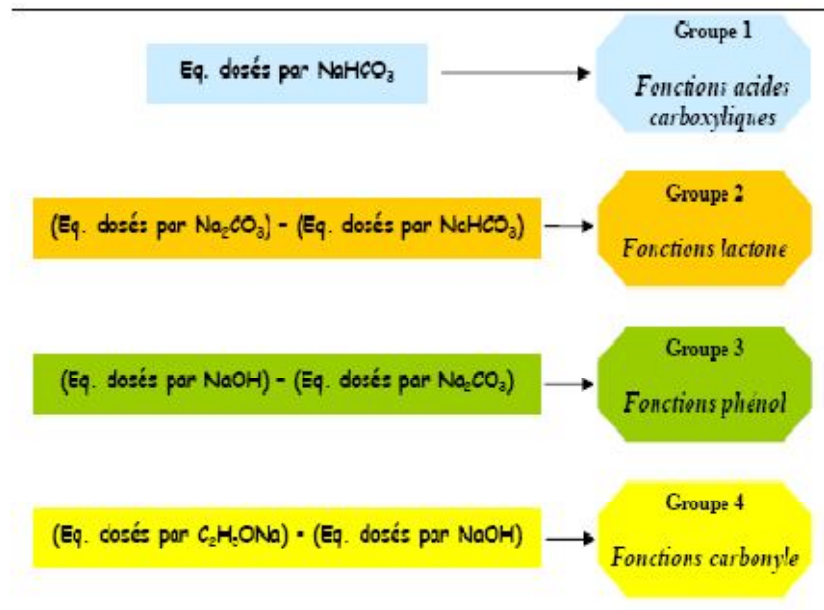 Eq. dosés par NaHCO₃
Groupe 1
Fonctions acides
carboxyliques
(Eq. dosés par Na₂CO₃) - (Eq. dosés par NaHCO₃)
Groupe 2
Fonctions lactone
(Eq. dosés par NaOH) - (Eq. dosés par Na₂CO₃)
Groupe 3
Fonctions phénol
(Eq. dosés par C₂H₅ONa) - (Eq. dosés par NaOH)
Groupe 4
Fonctions carbonyle